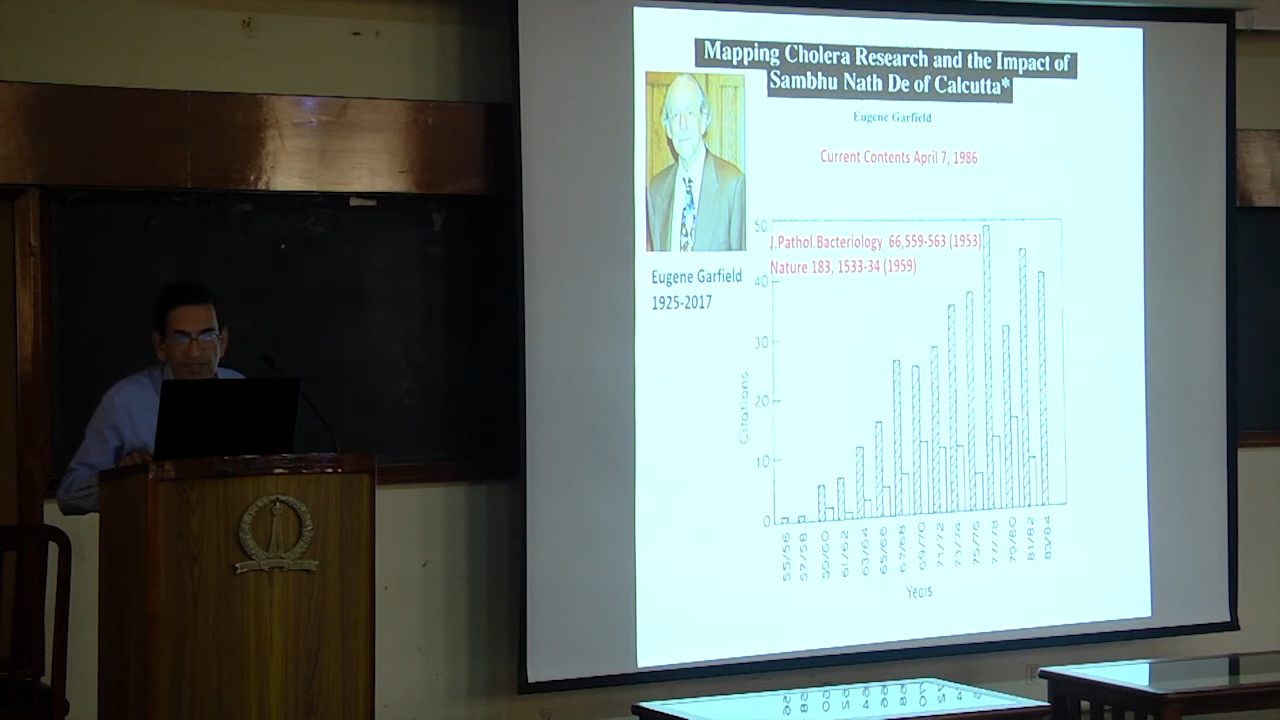 Mapping Cholera Research and the Impact of
Sambhu Nath De of Calcutta*
Eugene Garfield
Current Contents April 7, 1986
J.Pathol.Bacteriology 66,559-563 (1953)
Nature 183, 1533-34 (1959)
Eugene Garfield
1925-2017
50
40
30
20
10
0
Citations
55/56
57/58
59/60
61/62
63/64
65/66
67/68
69/70
71/72
73/74
75/76
77/78
79/80
81/82
83/84
Years